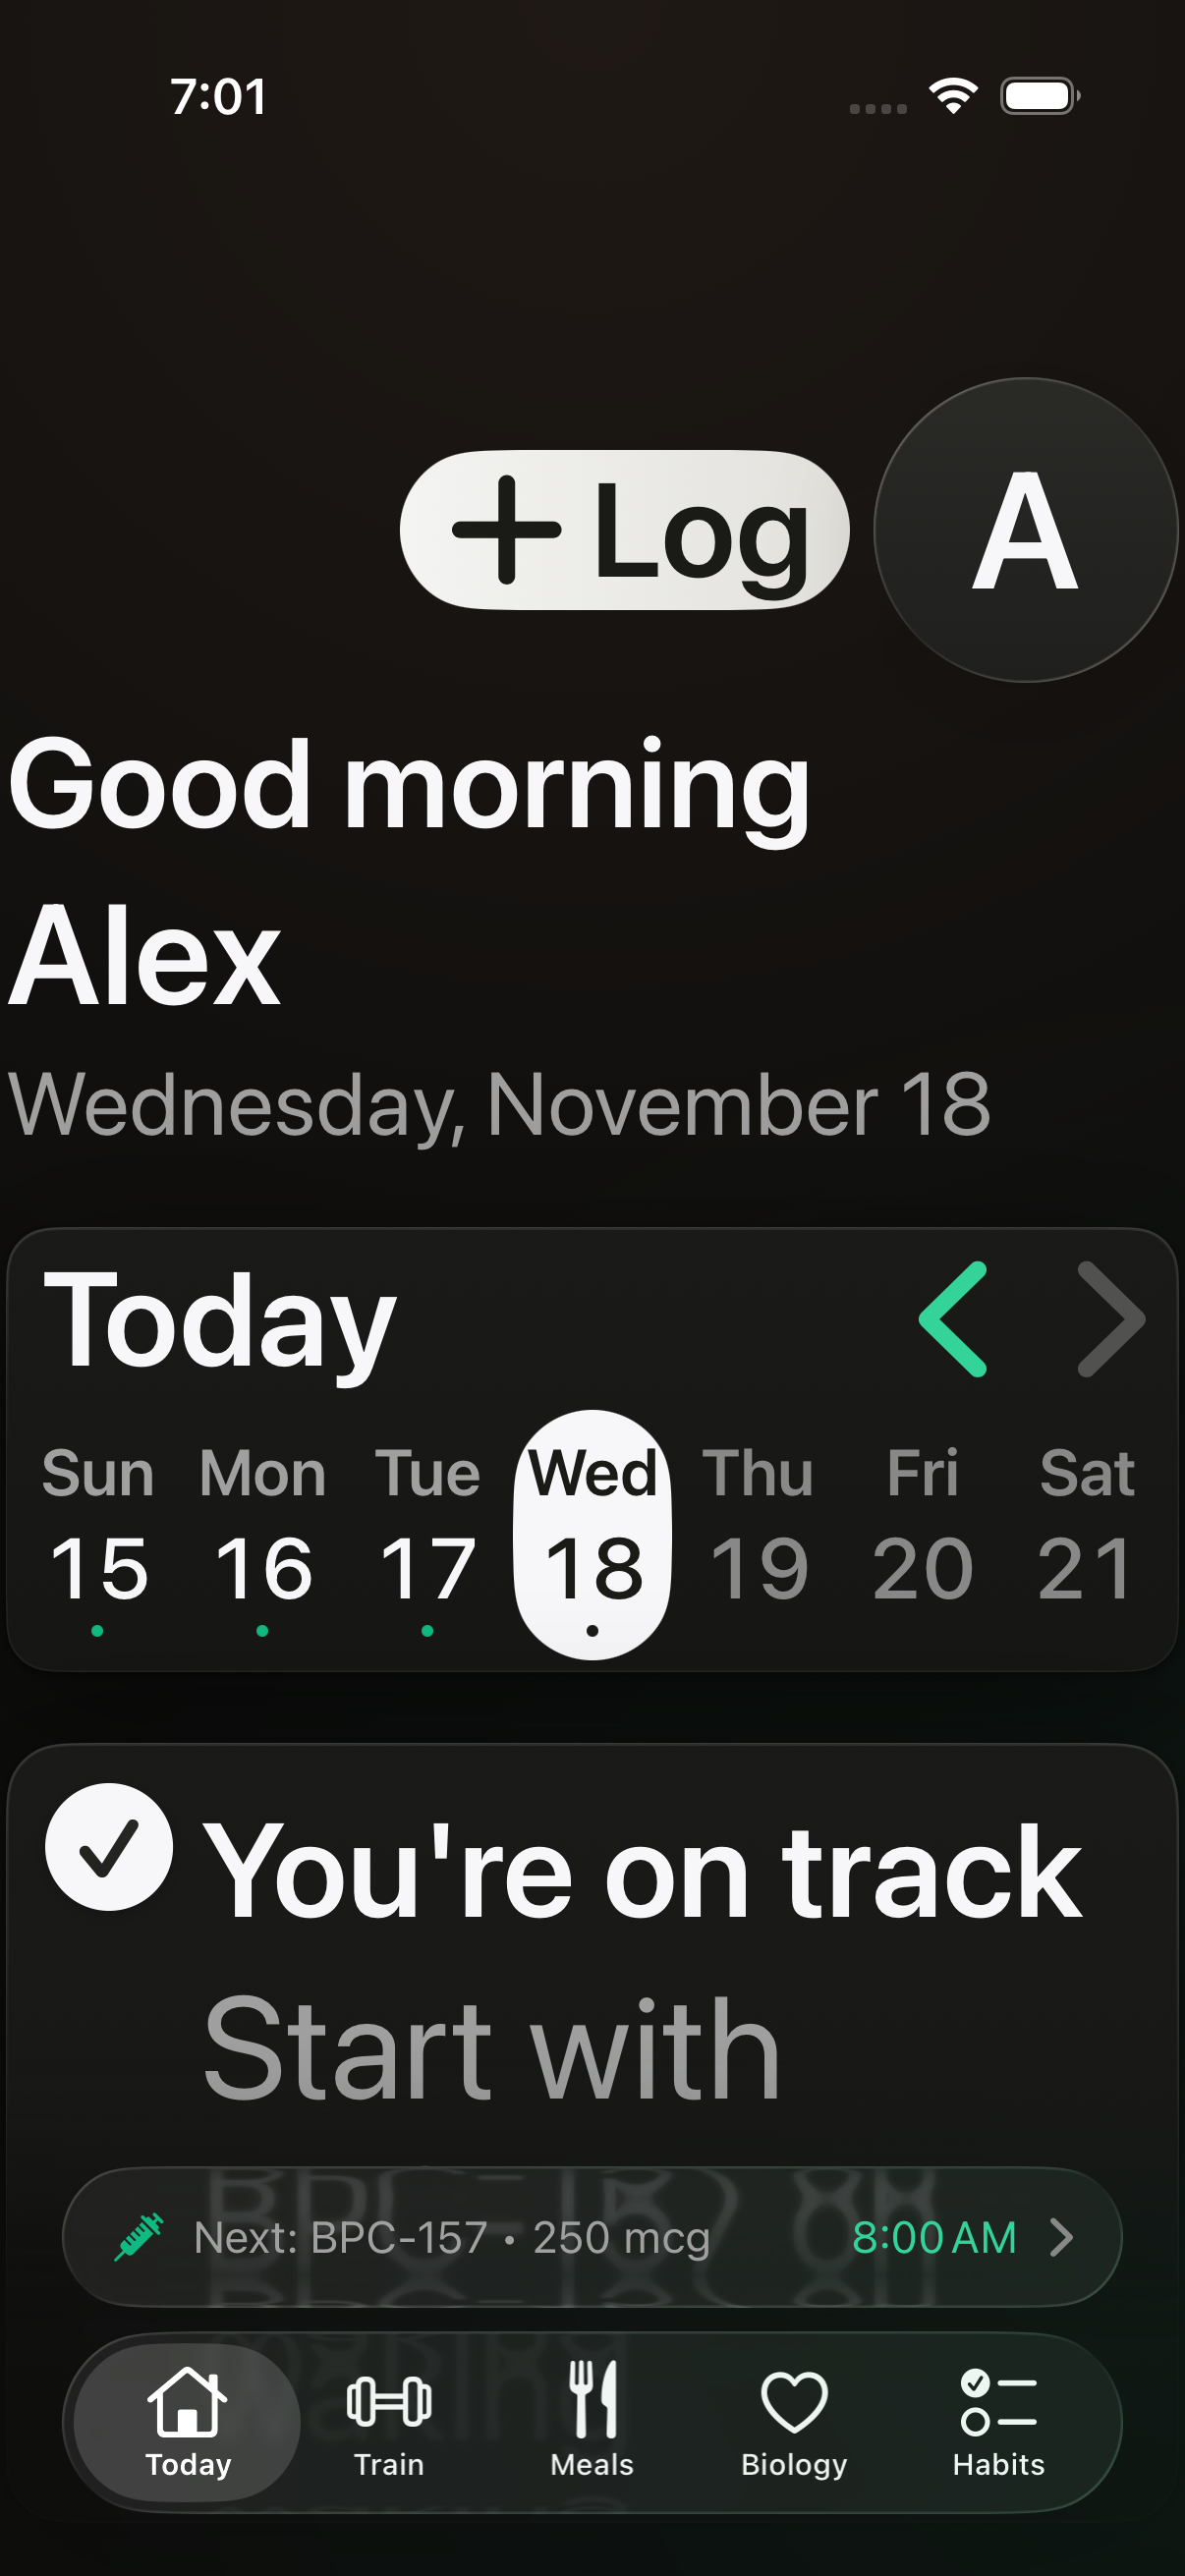 7:01
+ Log
A
Good morning
Alex
Wednesday, November 18
Today
Sun Mon Tue Wed Thu Fri Sat
15 16 17 18 19 20 21
You're on track
Start with
Next: BPC-157 • 250 mcg 8:00 AM
Today Train Meals Biology Habits